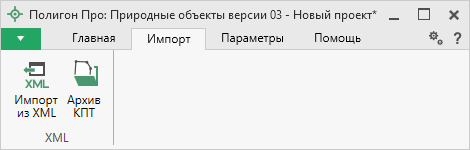 Полигон Про: Природные объекты версии 03 - Новый проект*
Главная Импорт Параметры Помощь
?
XML
Импорт из XML
Архив КПТ
XML